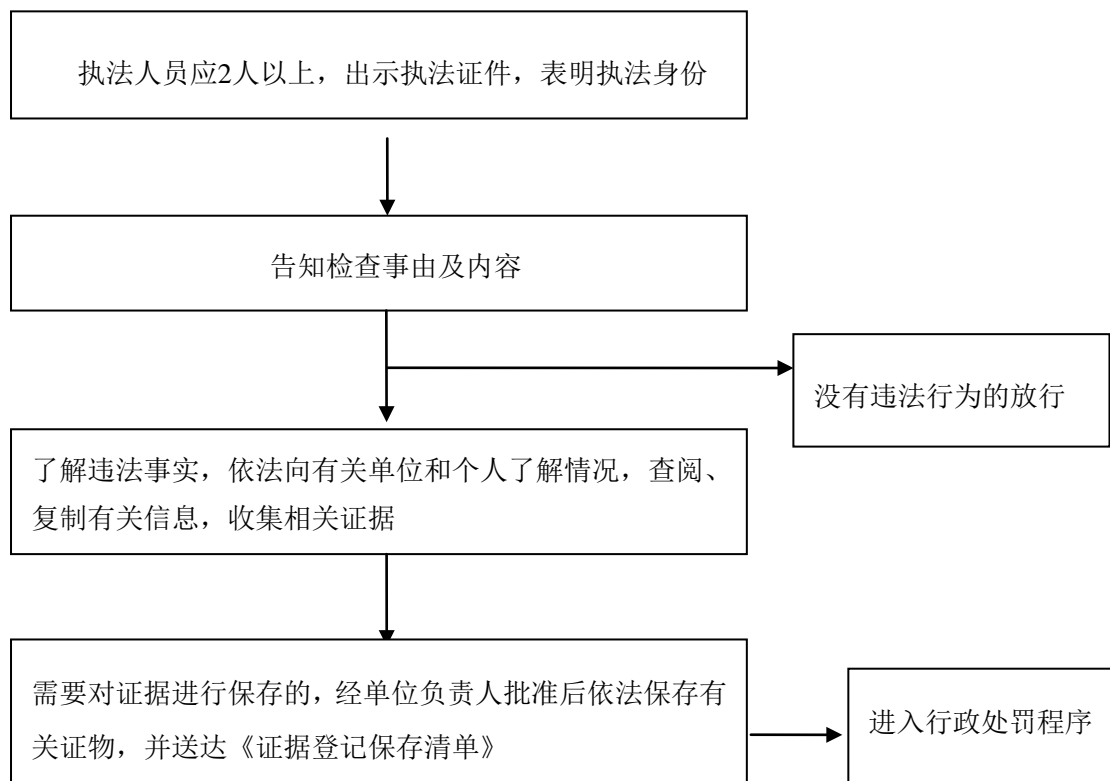 执法人员应2人以上，出示执法证件，表明执法身份
告知检查事由及内容
没有违法行为的放行
了解违法事实，依法向有关单位和个人了解情况，查阅、
复制有关信息，收集相关证据
需要对证据进行保存的，经单位负责人批准后依法保存有
关证物，并送达《证据登记保存清单》
进入行政处罚程序